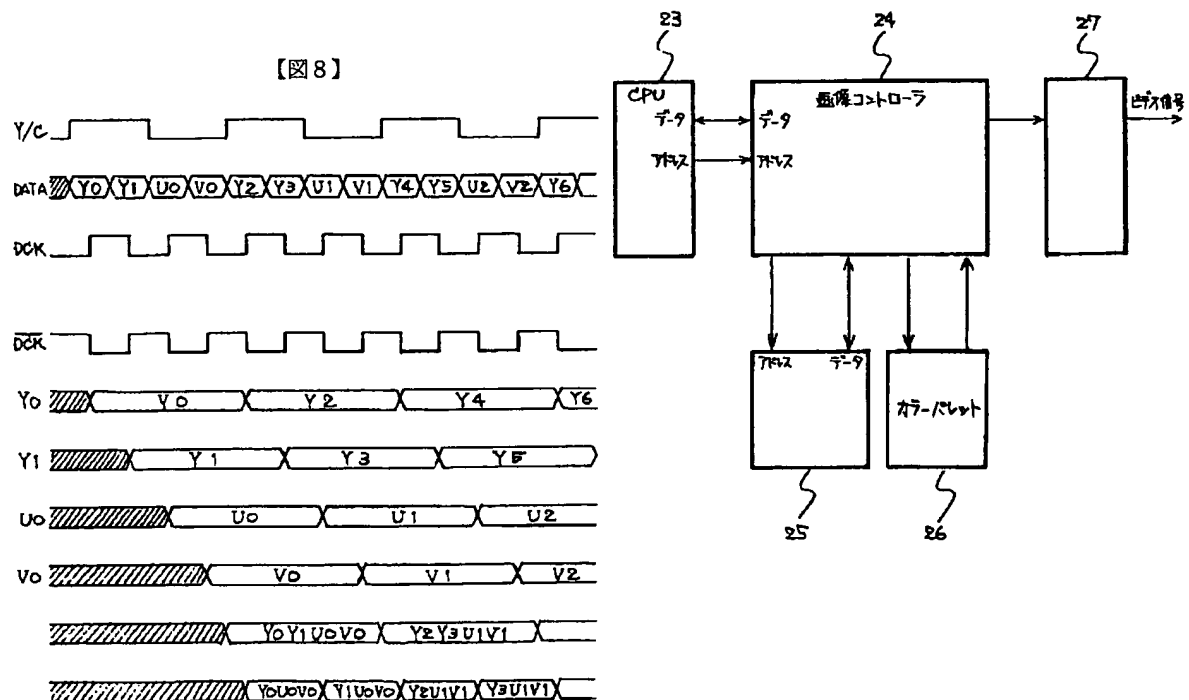 【図8】
Y/C
DATA Y0 Y1 U0 V0 Y2 Y3 U1 V1 Y4 Y5 U2 V2 Y6
DCK
DCK
Y0 Y0 Y2 Y4 Y6
Y1 Y1 Y3 Y5
U0 U0 U1 U2
V0 V0 V1 V2
Y0Y1U0V0 Y2Y3U1V1
Y0U0V0 Y1U0V0 Y2U1V1 Y3U1V1
23
24
27
CPU
画像コントローラ
データ
データ
アドレス
アドレス
ビデオ信号
アドレス
データ
カラーパレット
25
26